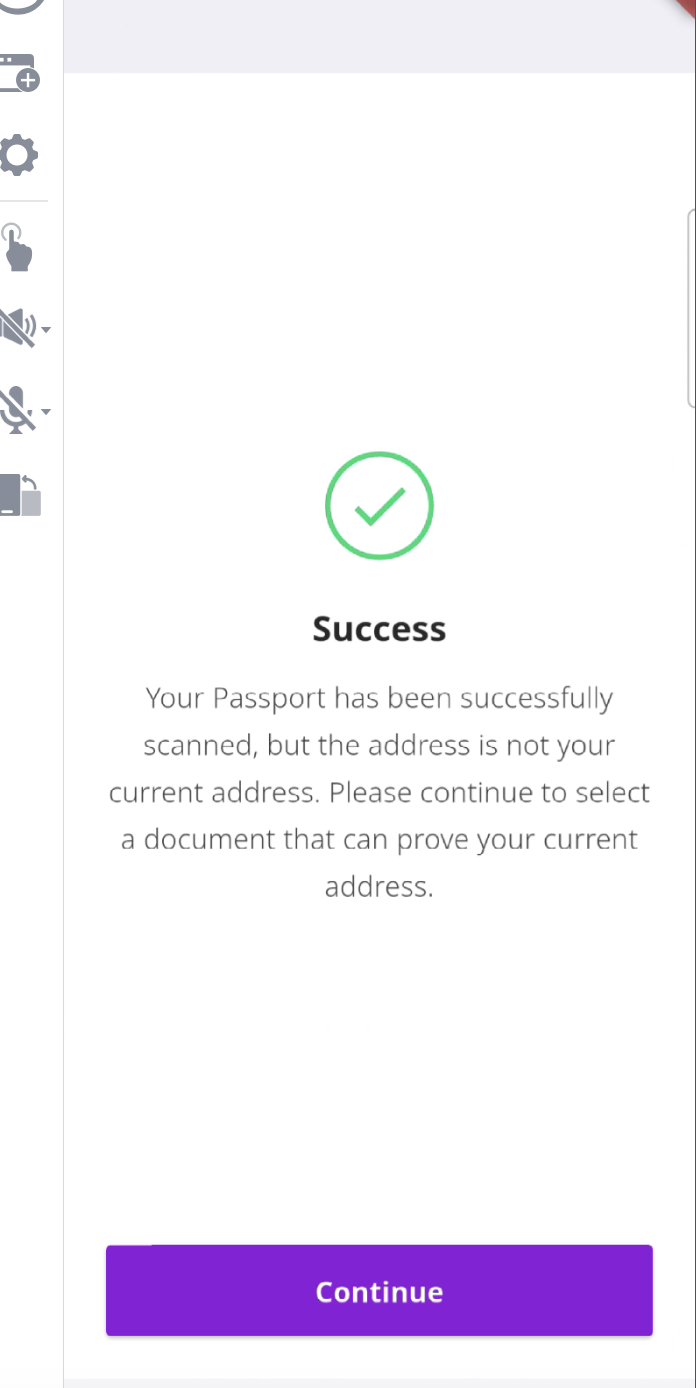 Success
Your Passport has been successfully
scanned, but the address is not your
current address. Please continue to select
a document that can prove your current
address.
Continue